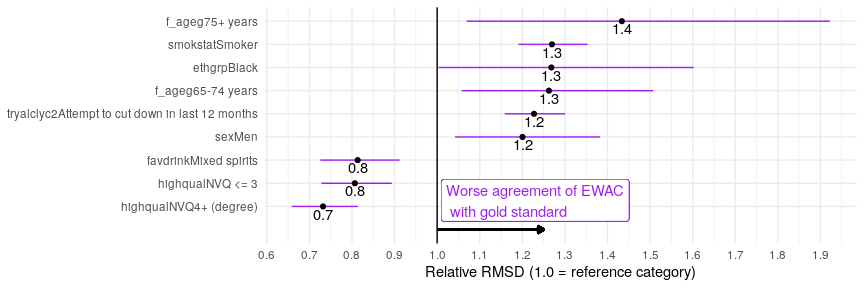 f_ageg75+ years
1.4
smokstatSmoker
1.3
ethgrpBlack
1.3
f_ageg65-74 years
1.3
tryalclyc2Attempt to cut down in last 12 months
1.2
sexMen
1.2
favdrinkMixed spirits
0.8
highqualNVQ <= 3
0.8
highqualNVQ4+ (degree)
0.7
Worse agreement of EWAC
with gold standard
0.6 0.7 0.8 0.9 1.0 1.1 1.2 1.3 1.4 1.5 1.6 1.7 1.8 1.9
Relative RMSD (1.0 = reference category)